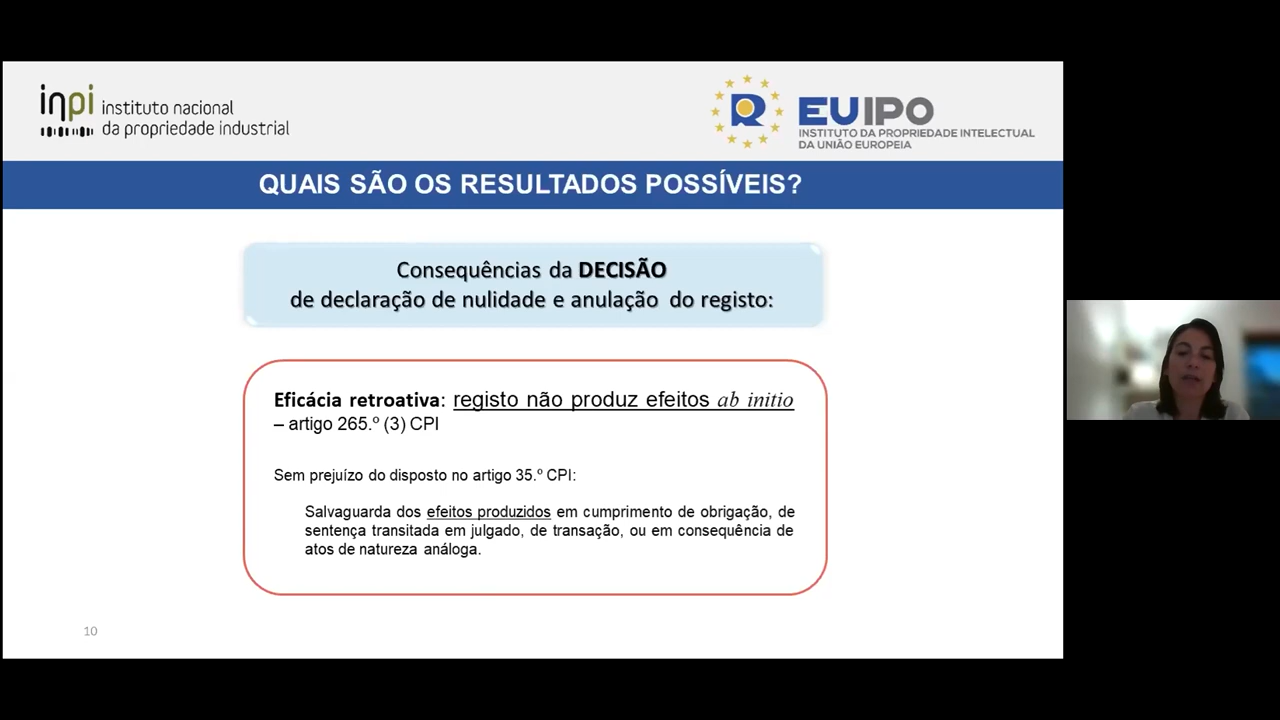 inpi instituto nacional
da propriedade industrial
EUIPO
INSTITUTO DA PROPRIEDADE INTELECTUAL
DA UNIÃO EUROPEIA
QUAIS SÃO OS RESULTADOS POSSÍVEIS?
Consequências da DECISÃO
de declaração de nulidade e anulação do registo:
Eficácia retroativa: registo não produz efeitos ab initio
– artigo 265.º (3) CPI
Sem prejuízo do disposto no artigo 35.º CPI:
Salvaguarda dos efeitos produzidos em cumprimento de obrigação, de
sentença transitada em julgado, de transação, ou em consequência de
atos de natureza análoga.
10